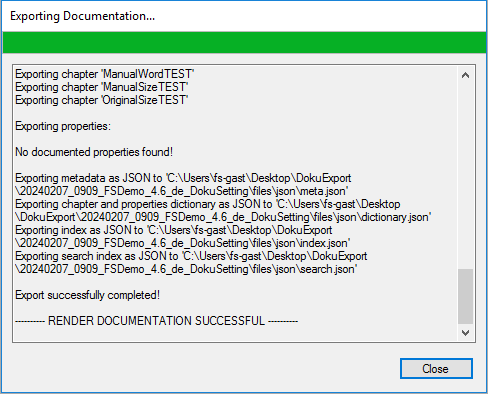 Exporting Documentation...
Exporting chapter 'ManualWordTEST'
Exporting chapter 'ManualSizeTEST'
Exporting chapter 'OriginalSizeTEST'
Exporting properties:
No documented properties found!
Exporting metadata as JSON to 'C:\Users\fs-gast\Desktop\DokuExport
\20240207_0909_FSDemo_4.6_de_DokuSetting\files\json\meta.json'
Exporting chapter and properties dictionary as JSON to 'C:\Users\fs-gast\Desktop
\DokuExport\20240207_0909_FSDemo_4.6_de_DokuSetting\files\json\dictionary.json'
Exporting index as JSON to 'C:\Users\fs-gast\Desktop\DokuExport
\20240207_0909_FSDemo_4.6_de_DokuSetting\files\json\index.json'
Exporting search index as JSON to 'C:\Users\fs-gast\Desktop\DokuExport
\20240207_0909_FSDemo_4.6_de_DokuSetting\files\json\search.json'
Export successfully completed!
---------- RENDER DOCUMENTATION SUCCESSFUL ----------
Close